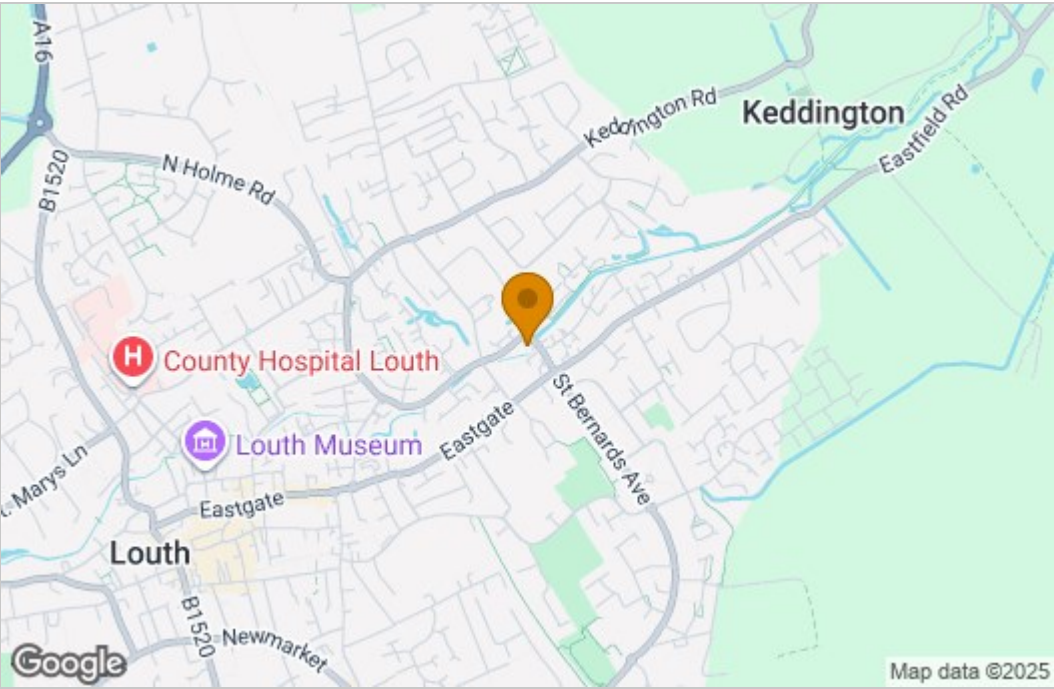 A16
B1520
N Holme Rd
Keddington Rd
Keddington
Eastfield Rd
H
County Hospital Louth
Louth Museum
Eastgate
St Bernards Ave
t. Marys Ln
Eastgate
Louth
B1520
Newmarket
Google
Map data ©2025